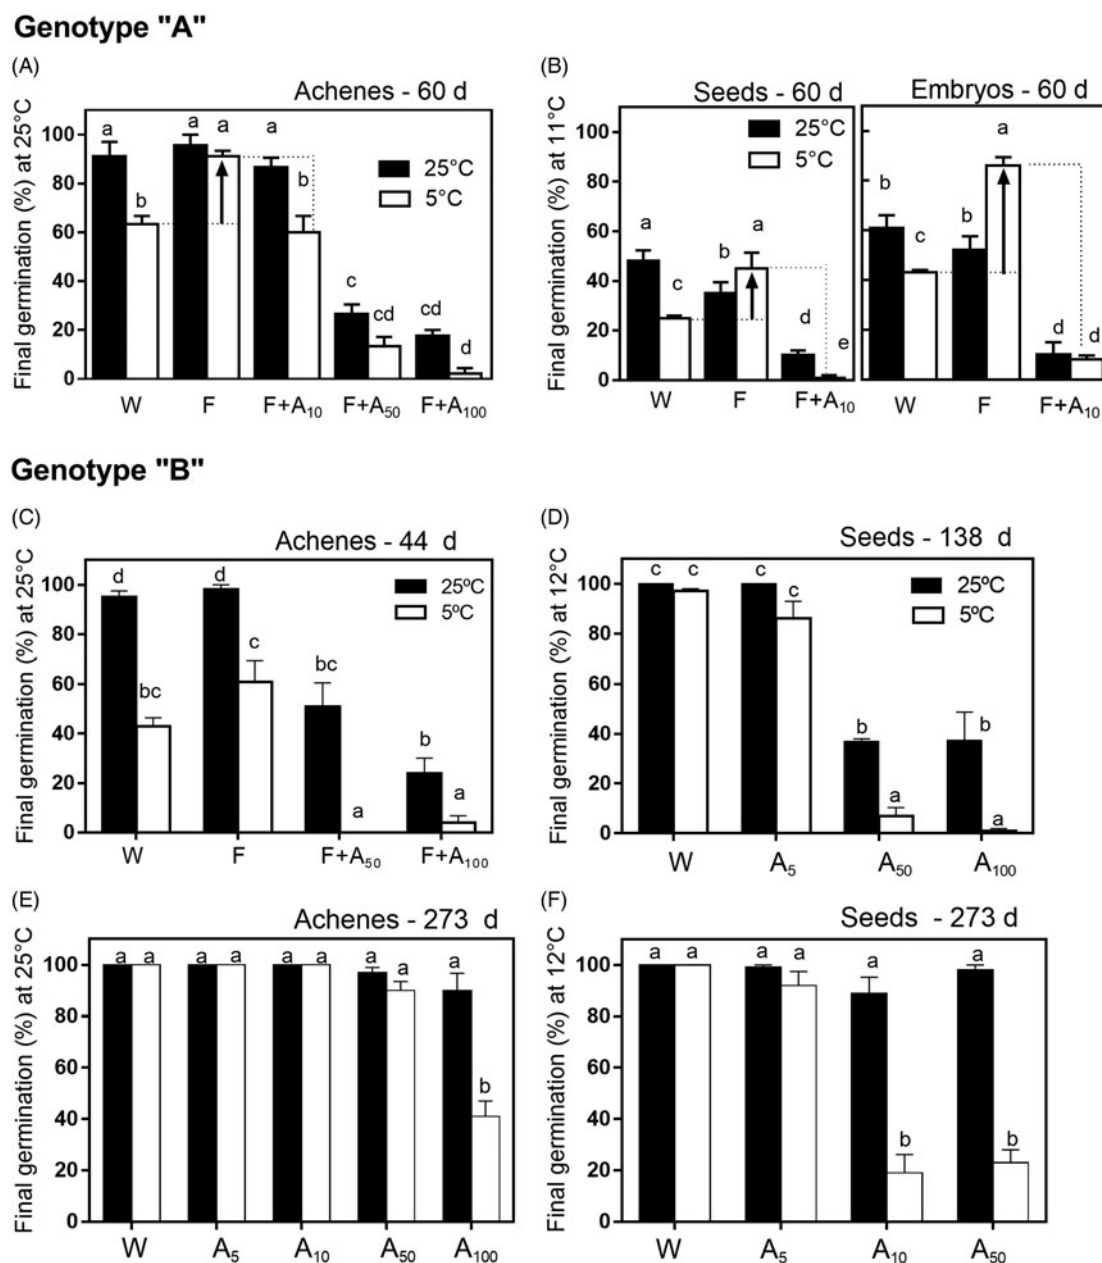 Genotype "A"
(A)
Achenes - 60 d
Final germination (%) at 25°C
100
80
60
40
20
0
a
b
a
a
a
b
c
cd
cd
d
25°C
5°C
W
F
F+A10
F+A50
F+A100
(B)
Seeds - 60 d
Embryos - 60 d
Final germination (%) at 11°C
100
80
60
40
20
0
25°C
5°C
a
c
b
a
d
e
b
c
b
a
d
d
W
F
F+A10
W
F
F+A10
Genotype "B"
(C)
Achenes - 44 d
Final germination (%) at 25°C
100
80
60
40
20
0
d
bc
d
c
bc
a
b
a
25ºC
5ºC
W
F
F+A50
F+A100
(D)
Seeds - 138 d
Final germination (%) at 12°C
100
80
60
40
20
0
c
c
c
c
b
a
b
a
25ºC
5ºC
W
A5
A50
A100
(E)
Achenes - 273 d
Final germination (%) at 25°C
100
80
60
40
20
0
a
a
a
a
a
a
a
a
a
b
W
A5
A10
A50
A100
(F)
Seeds - 273 d
Final germination (%) at 12°C
100
80
60
40
20
0
a
a
a
a
a
b
a
b
W
A5
A10
A50